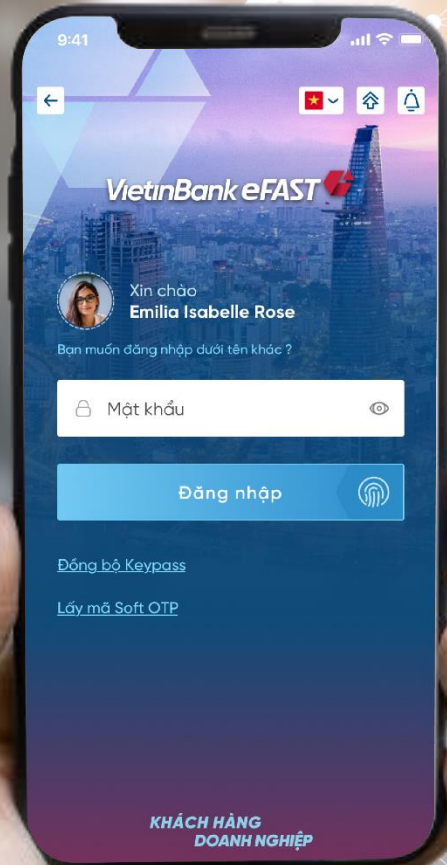 9:41
VietinBank eFAST
Xin chào
Emilia Isabelle Rose
Bạn muốn đăng nhập dưới tên khác ?
Mật khẩu
Đăng nhập
Đồng bộ Keypass
Lấy mã Soft OTP
KHÁCH HÀNG
DOANH NGHIỆP